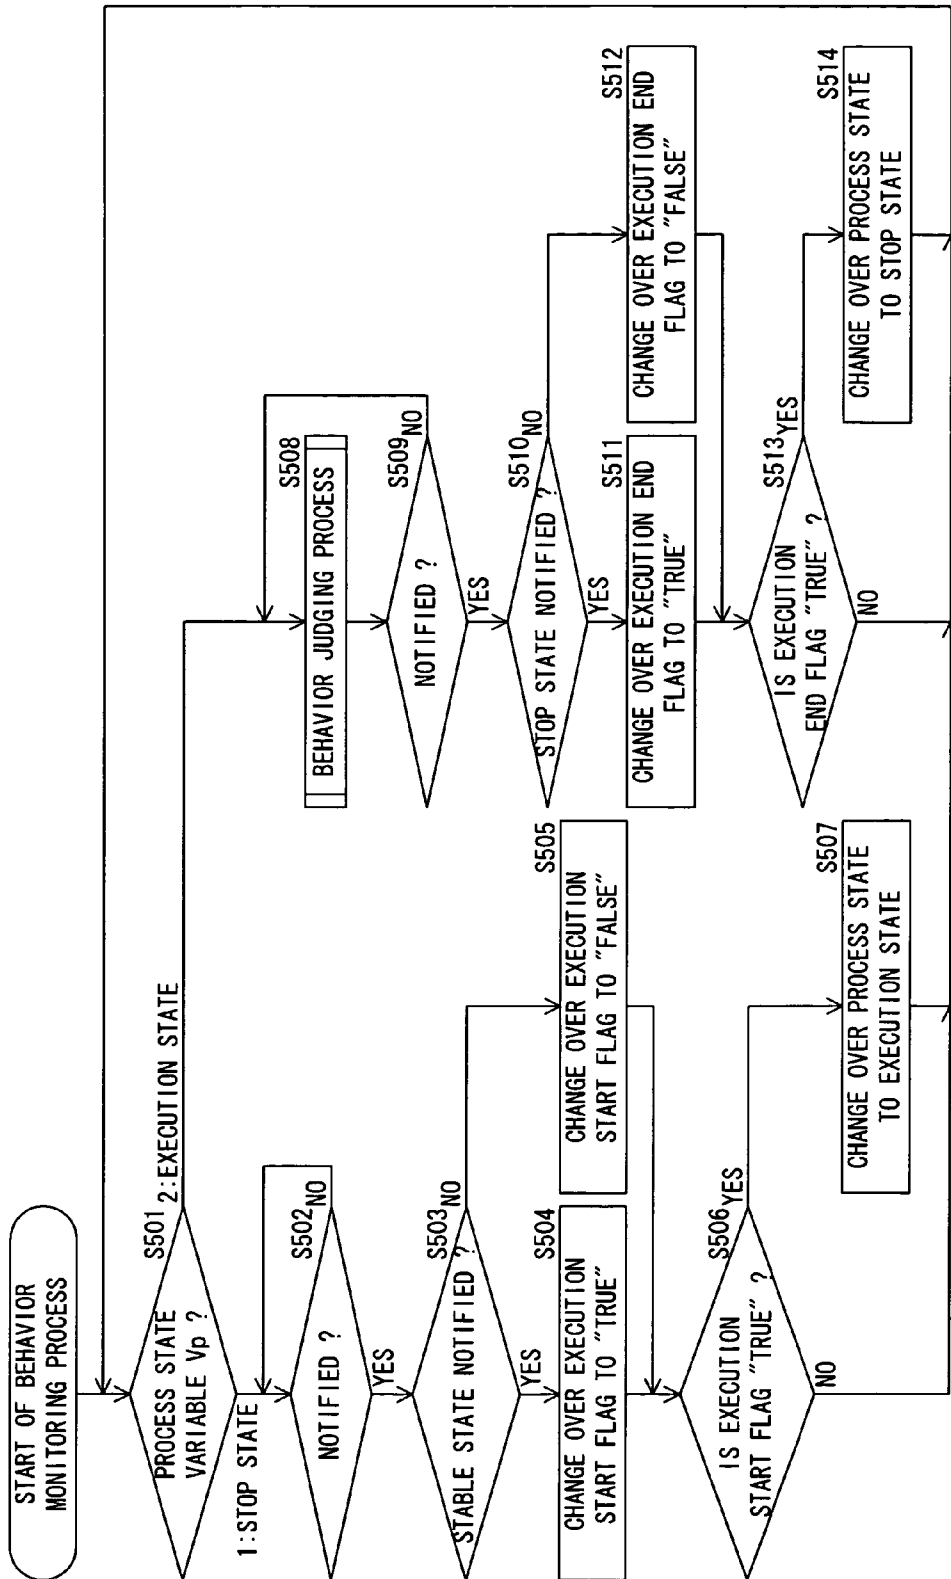 START OF BEHAVIOR
MONITORING PROCESS
S501
PROCESS STATE
VARIABLE Vp ?
2:EXECUTION STATE
1:STOP STATE
S502
NOTIFIED ?
NO
YES
S503
STABLE STATE NOTIFIED ?
NO
YES
S504
CHANGE OVER EXECUTION
START FLAG TO "TRUE"
S505
CHANGE OVER EXECUTION
START FLAG TO "FALSE"
S506
IS EXECUTION
START FLAG "TRUE" ?
YES
NO
S507
CHANGE OVER PROCESS STATE
TO EXECUTION STATE
S508
BEHAVIOR JUDGING PROCESS
S509
NOTIFIED ?
NO
YES
S510
STOP STATE NOTIFIED ?
NO
YES
S511
CHANGE OVER EXECUTION END
FLAG TO "TRUE"
S512
CHANGE OVER EXECUTION END
FLAG TO "FALSE"
S513
IS EXECUTION
END FLAG "TRUE" ?
YES
NO
S514
CHANGE OVER PROCESS STATE
TO STOP STATE